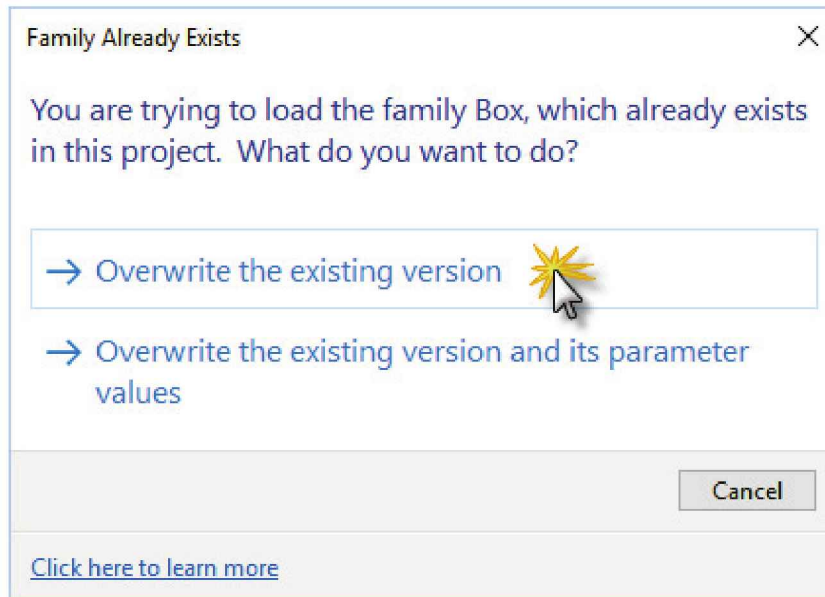 Family Already Exists
You are trying to load the family Box, which already exists
in this project. What do you want to do?
→ Overwrite the existing version
→ Overwrite the existing version and its parameter
values
Cancel
Click here to learn more